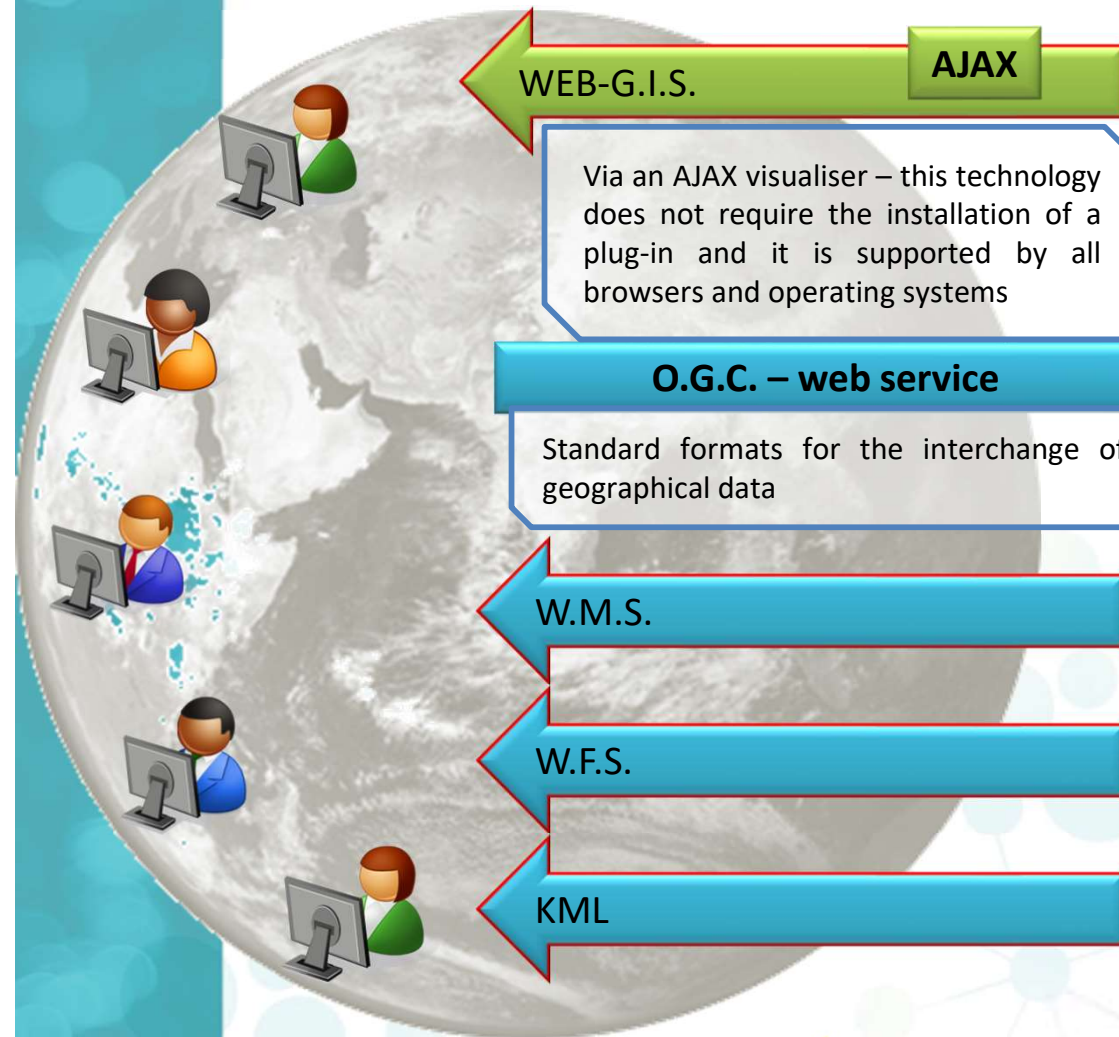 WEB-G.I.S.
AJAX
Via an AJAX visualiser – this technology
does not require the installation of a
plug-in and it is supported by all
browsers and operating systems
O.G.C. – web service
Standard formats for the interchange of
geographical data
W.M.S.
W.F.S.
KML